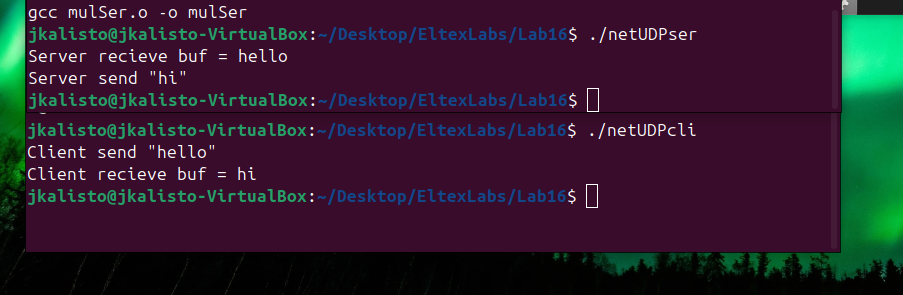 gcc mulSer.o -o mulSer
jkalisto@jkalisto-VirtualBox:~/Desktop/EltexLabs/Lab16$ ./netUDPser
Server recieve buf = hello
Server send "hi"
jkalisto@jkalisto-VirtualBox:~/Desktop/EltexLabs/Lab16$
jkalisto@jkalisto-VirtualBox:~/Desktop/EltexLabs/Lab16$ ./netUDPcli
Client send "hello"
Client recieve buf = hi
jkalisto@jkalisto-VirtualBox:~/Desktop/EltexLabs/Lab16$